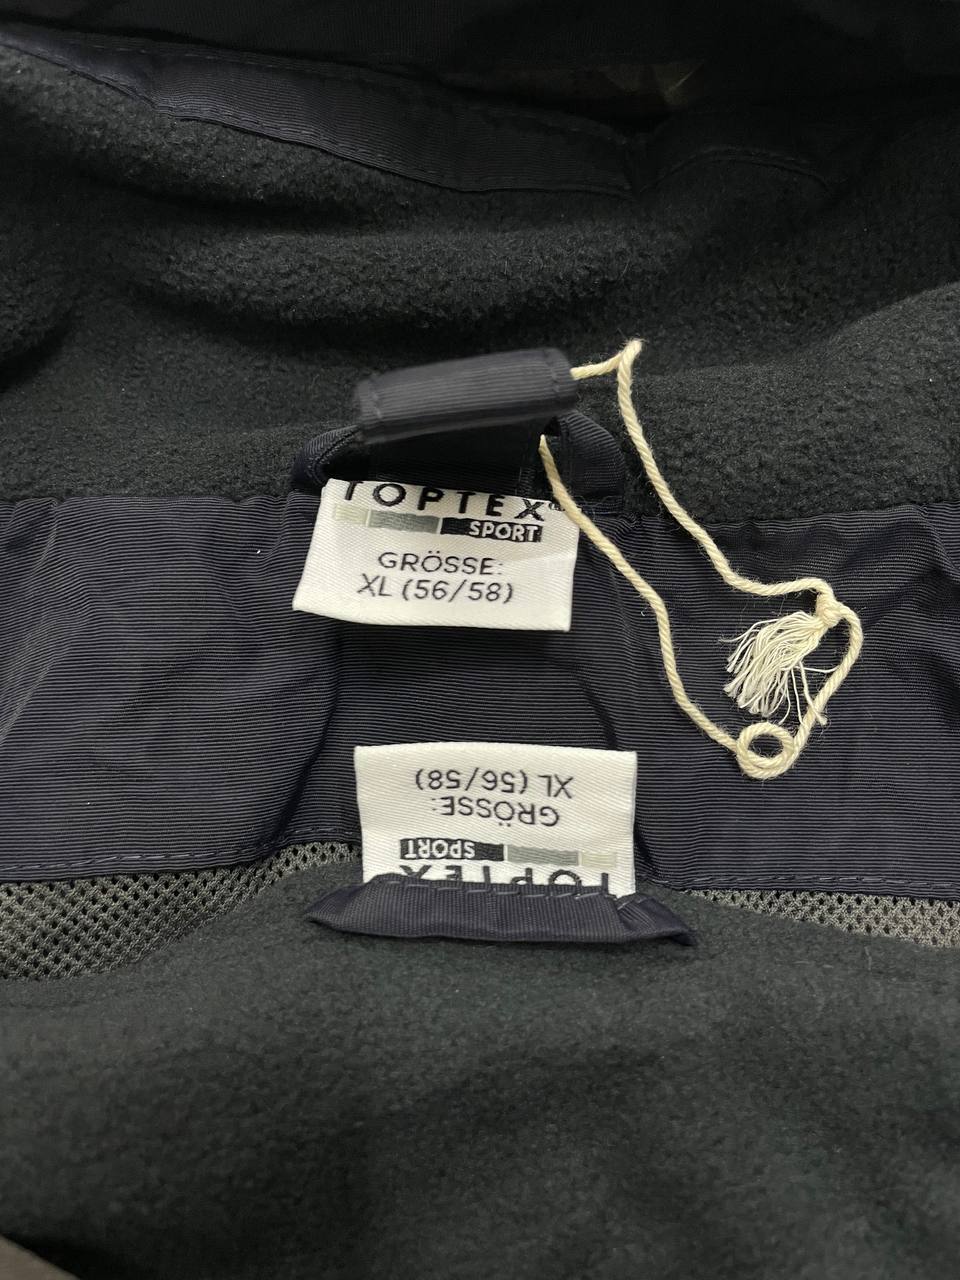 TOPTEX
SPORT
GRÖSSE:
XL (56/58)
TOPTEX
SPORT
GRÖSSE:
XL (56/58)